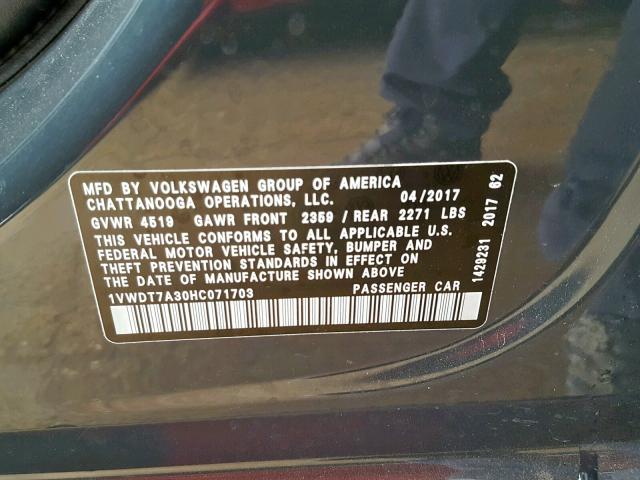 MFD BY VOLKSWAGEN GROUP OF AMERICA
CHATTANOOGA OPERATIONS, LLC. 04/2017
GVWR 4519 GAWR FRONT 2359 / REAR 2271 LBS
THIS VEHICLE CONFORMS TO ALL APPLICABLE U.S.
FEDERAL MOTOR VEHICLE SAFETY, BUMPER AND
THEFT PREVENTION STANDARDS IN EFFECT ON
THE DATE OF MANUFACTURE SHOWN ABOVE
1VWDT7A30HC071703 PASSENGER CAR
1429231 2017 62